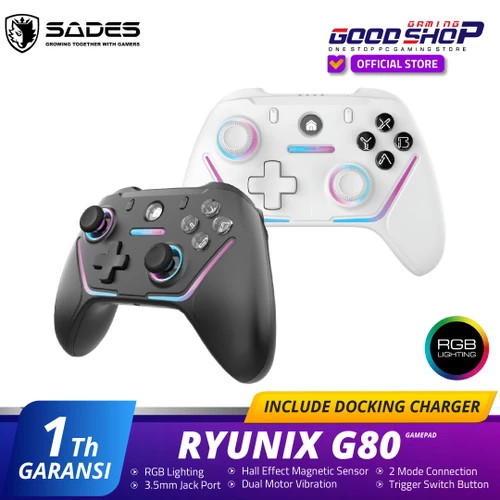 SADES
GROWING TOGETHER WITH GAMERS
GAMING
GOODSHOP
ONE STOP PC GAMING STORE
OFFICIAL STORE
X
Y
B
A
RGB
LIGHTING
INCLUDE DOCKING CHARGER
1Th
GARANSI
RYUNIX G80 GAMEPAD
• RGB Lighting • Hall Effect Magnetic Sensor • 2 Mode Connection
• 3.5mm Jack Port • Dual Motor Vibration • Trigger Switch Button